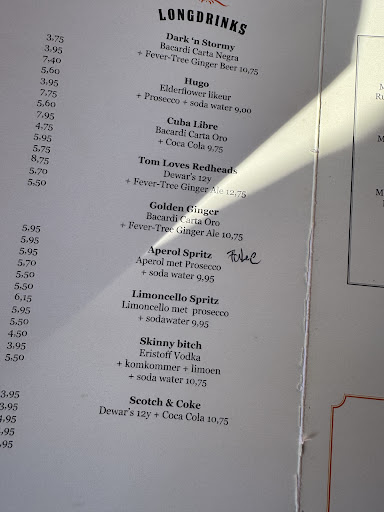 LONGDRINKS
Dark 'n Stormy
Bacardi Carta Negra
+ Fever-Tree Ginger Beer 10,75
Hugo
Elderflower likeur
+ Prosecco + soda water 9,00
Cuba Libre
Bacardi Carta Oro
+ Coca Cola 9.75
Tom Loves Redheads
Dewar's 12y
+ Fever-Tree Ginger Ale 12,75
Golden Ginger
Bacardi Carta Oro
+ Fever-Tree Ginger Ale 10,75
Aperol Spritz
Aperol met Prosecco
+ soda water 9.95
Limoncello Spritz
Limoncello met prosecco
+ sodawater 9.95
Skinny bitch
Eristoff Vodka
+ komkommer + limoen
+ soda water 10,75
Scotch & Coke
Dewar's 12y + Coca Cola 10,75
3,75
3,95
7,40
5,60
3,95
7,75
5,60
7,95
4,75
5,95
5,75
8,75
5,70
5,50
5,95
5,95
5,95
5,70
5,50
5,50
6,15
5,95
5,50
4,50
3,95
5,50
3,95
3,95
4,95
4,95
,95
M
R
M
M
R